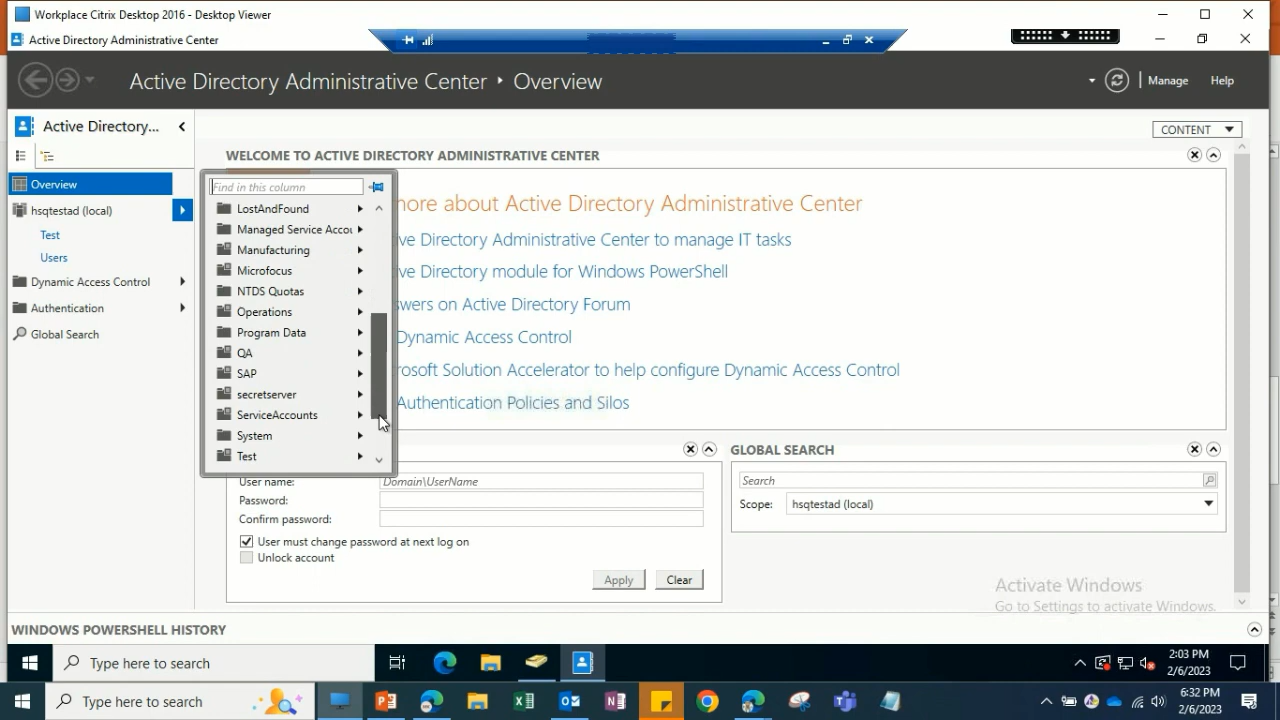 Workplace Citrix Desktop 2016 - Desktop Viewer
Active Directory Administrative Center
Active Directory Administrative Center • Overview
Manage
Help
Active Directory...
CONTENT
WELCOME TO ACTIVE DIRECTORY ADMINISTRATIVE CENTER
Overview
hsqtestad (local)
Test
Users
Dynamic Access Control
Authentication
Global Search
Find in this column
LostAndFound
Managed Service Accou
Manufacturing
Microfocus
NTDS Quotas
Operations
Program Data
QA
SAP
secretserver
ServiceAccounts
System
Test
more about Active Directory Administrative Center
ve Directory Administrative Center to manage IT tasks
ve Directory module for Windows PowerShell
swers on Active Directory Forum
Dynamic Access Control
rosoft Solution Accelerator to help configure Dynamic Access Control
Authentication Policies and Silos
User name:
Domain\UserName
Password:
Confirm password:
User must change password at next log on
Unlock account
Apply
Clear
GLOBAL SEARCH
Search
Scope:
hsqtestad (local)
Activate Windows
Go to Settings to activate Windows.
WINDOWS POWERSHELL HISTORY
Type here to search
2:03 PM
2/6/2023
Type here to search
6:32 PM
2/6/2023